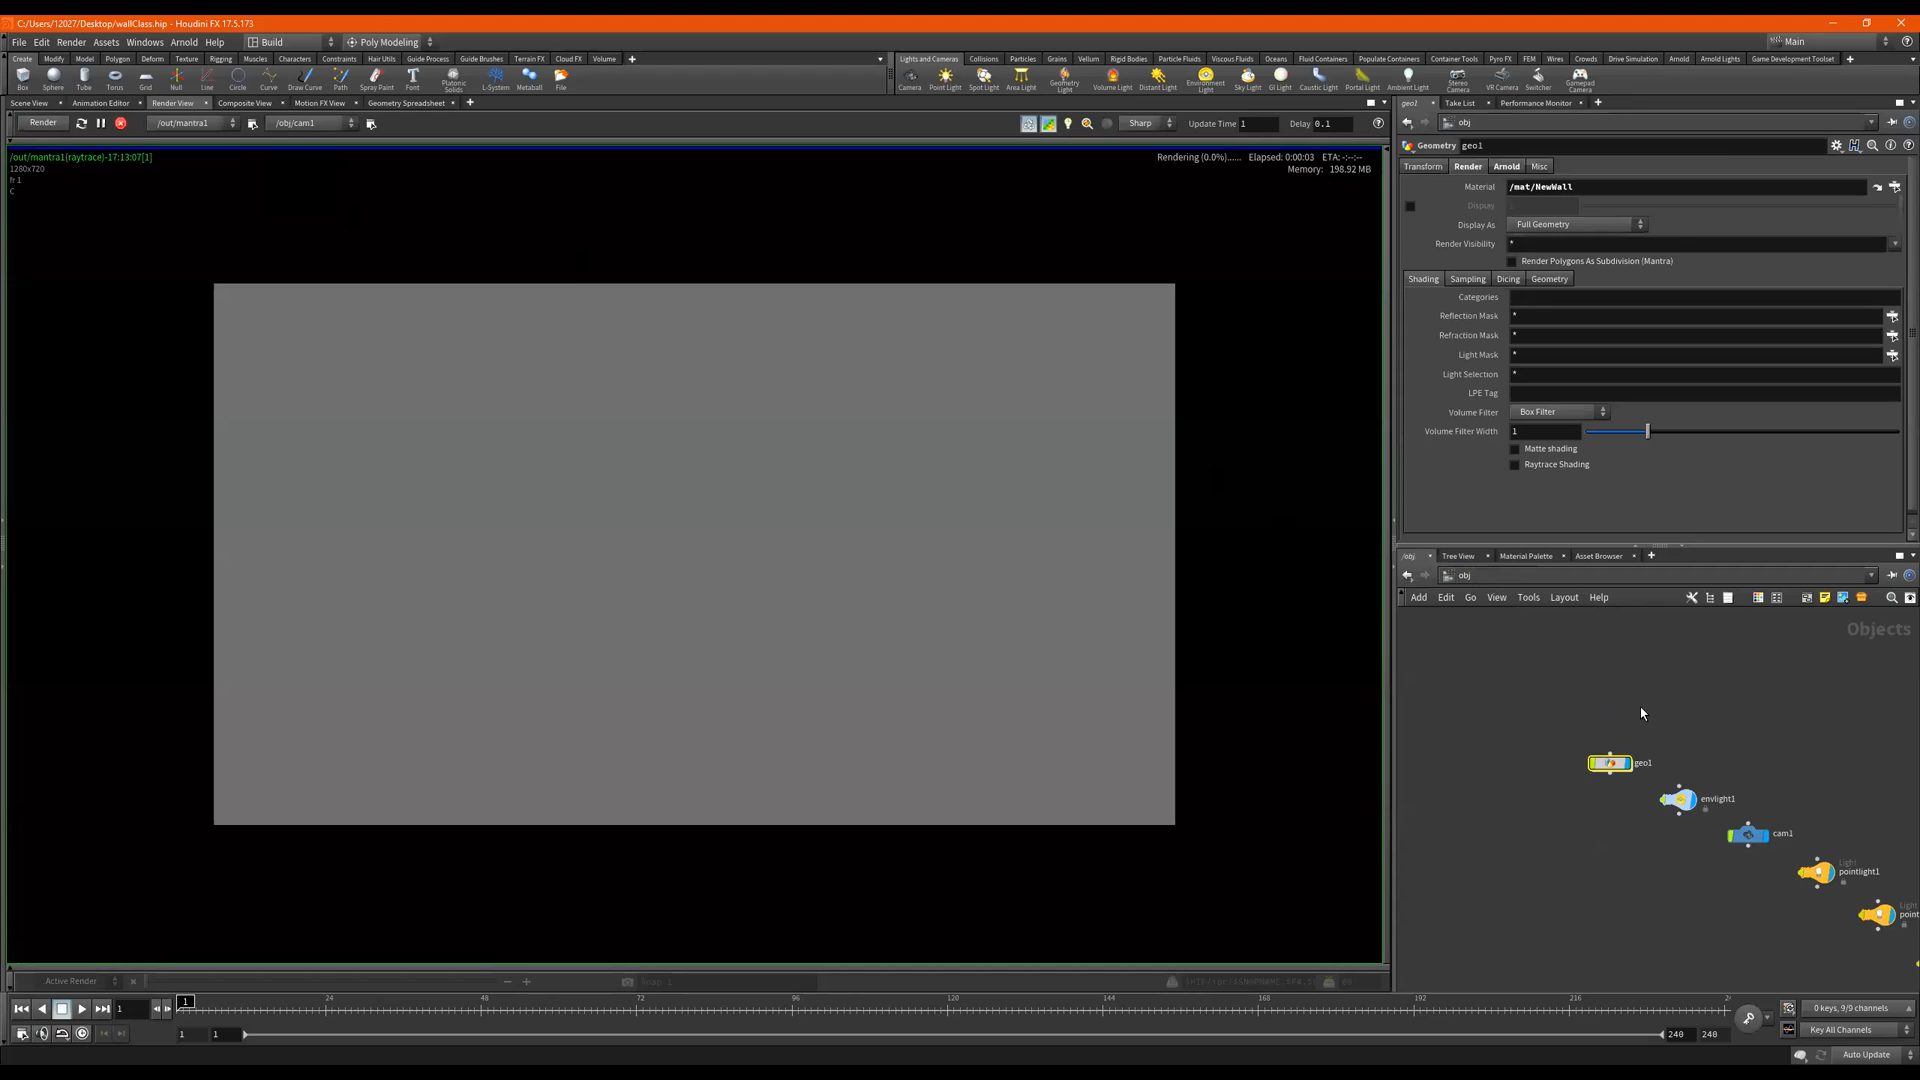 C:/Users/12027/Desktop/wallClass.hip - Houdini FX 17.5.173
File Edit Render Assets Windows Arnold Help Build Poly Modeling Main
Create Modify Model Polygon Deform Texture Rigging Muscles Characters Constraints Hair Utils Guide Process Guide Brushes Terrain FX Cloud FX Volume
Lights and Cameras Collisions Particles Grains Vellum Rigid Bodies Particle Fluids Viscous Fluids Oceans Fluid Containers Populate Containers Container Tools Pyro FX FEM Wires Crowds Drive Simulation Arnold Arnold Lights Game Development Toolset
Box Sphere Tube Torus Grid Line Circle Curve Draw Curve Path Spray Paint Font Platonic Solids L-System Metaball File
Camera Point Light Spot Light Area Light Geometry Light Volume Light Distant Light Environment Light Sky Light GI Light Caustic Light Portal Light Ambient Light Stereo Camera VR Camera Switcher Gamepad Camera
Scene View Animation Editor Render View Composite View Motion FX View Geometry Spreadsheet
geo1 Take List Performance Monitor
Render /out/mantra1 /obj/cam1 Sharp Update Time 1 Delay 0.1
obj
Geometry geo1
/out/mantra1(raytrace)-17:13:07[1]
1280x720
fr 1
C
Rendering (0.0%)...... Elapsed: 0:00:03 ETA: -:--:--
Memory: 198.92 MB
Transform Render Arnold Misc
Material /mat/NewWall
Display
Display As Full Geometry
Render Visibility *
Render Polygons As Subdivision (Mantra)
Shading Sampling Dicing Geometry
Categories
Reflection Mask *
Refraction Mask *
Light Mask *
Light Selection *
LPE Tag
Volume Filter Box Filter
Volume Filter Width 1
Matte shading
Raytrace Shading
/obj Tree View Material Palette Asset Browser
obj
Add Edit Go View Tools Layout Help
Objects
geo1
envlight1
cam1
Light
pointlight1
Light
point
Active Render Snap 1
1 1 24 48 72 96 120 144 168 192 216 2
0 keys, 9/9 channels
1 1 240 240 Key All Channels
Auto Update